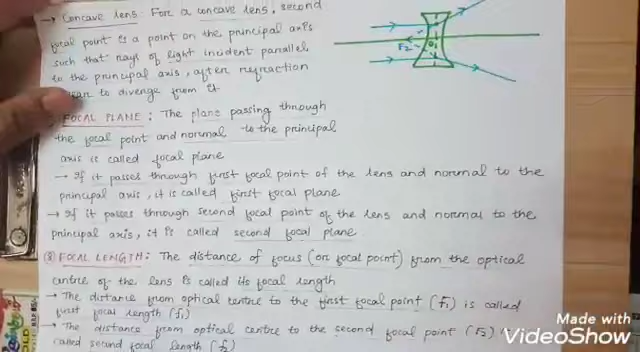 → Concave lens: For a concave lens, second
focal point is a point on the principal axis
such that rays of light incident parallel
to the principal axis, after refraction
to diverge from it
F2
FOCAL PLANE: The plane passing through
the focal point and normal to the principal
axis is called focal plane
→ If it passes through first focal point of the lens and normal to the
principal axis, it is called first focal plane
→ If it passes through second focal point of the lens and normal to the
principal axis, it is called second focal plane.
⑧ FOCAL LENGTH: The distance of focus (or focal point) from the optical
centre of the lens is called its focal length
→ The distance from optical centre to the first focal point (F1) is called
first focal length (f1)
→ The distance from optical centre to the second focal point (F2) is
called second focal length (f2)
Made with
VideoShow